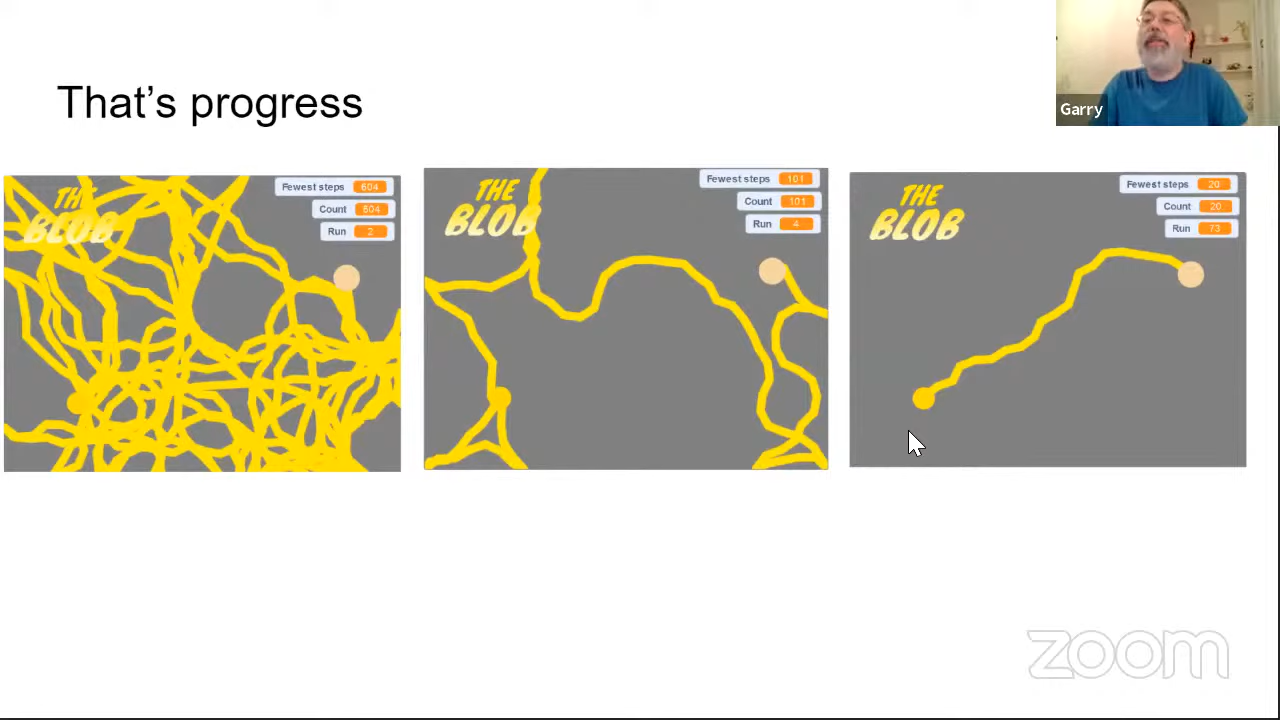 Garry
That's progress
THE
BLOB
Fewest steps 604
Count 604
Run 2
THE
BLOB
Fewest steps 101
Count 101
Run 4
THE
BLOB
Fewest steps 20
Count 20
Run 73
zoom